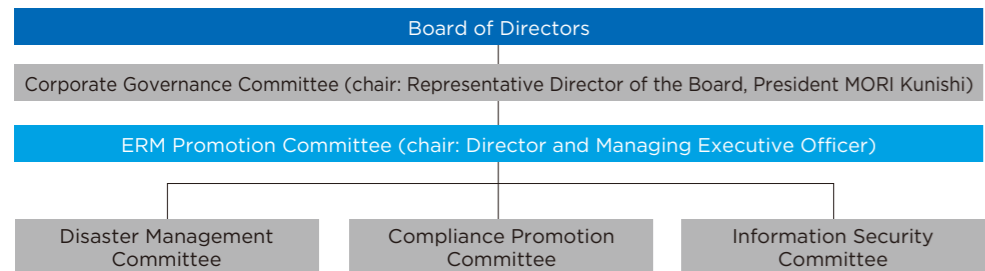 Board of Directors
Corporate Governance Committee (chair: Representative Director of the Board, President MORI Kunishi)
ERM Promotion Committee (chair: Director and Managing Executive Officer)
Disaster Management
Committee
Compliance Promotion
Committee
Information Security
Committee